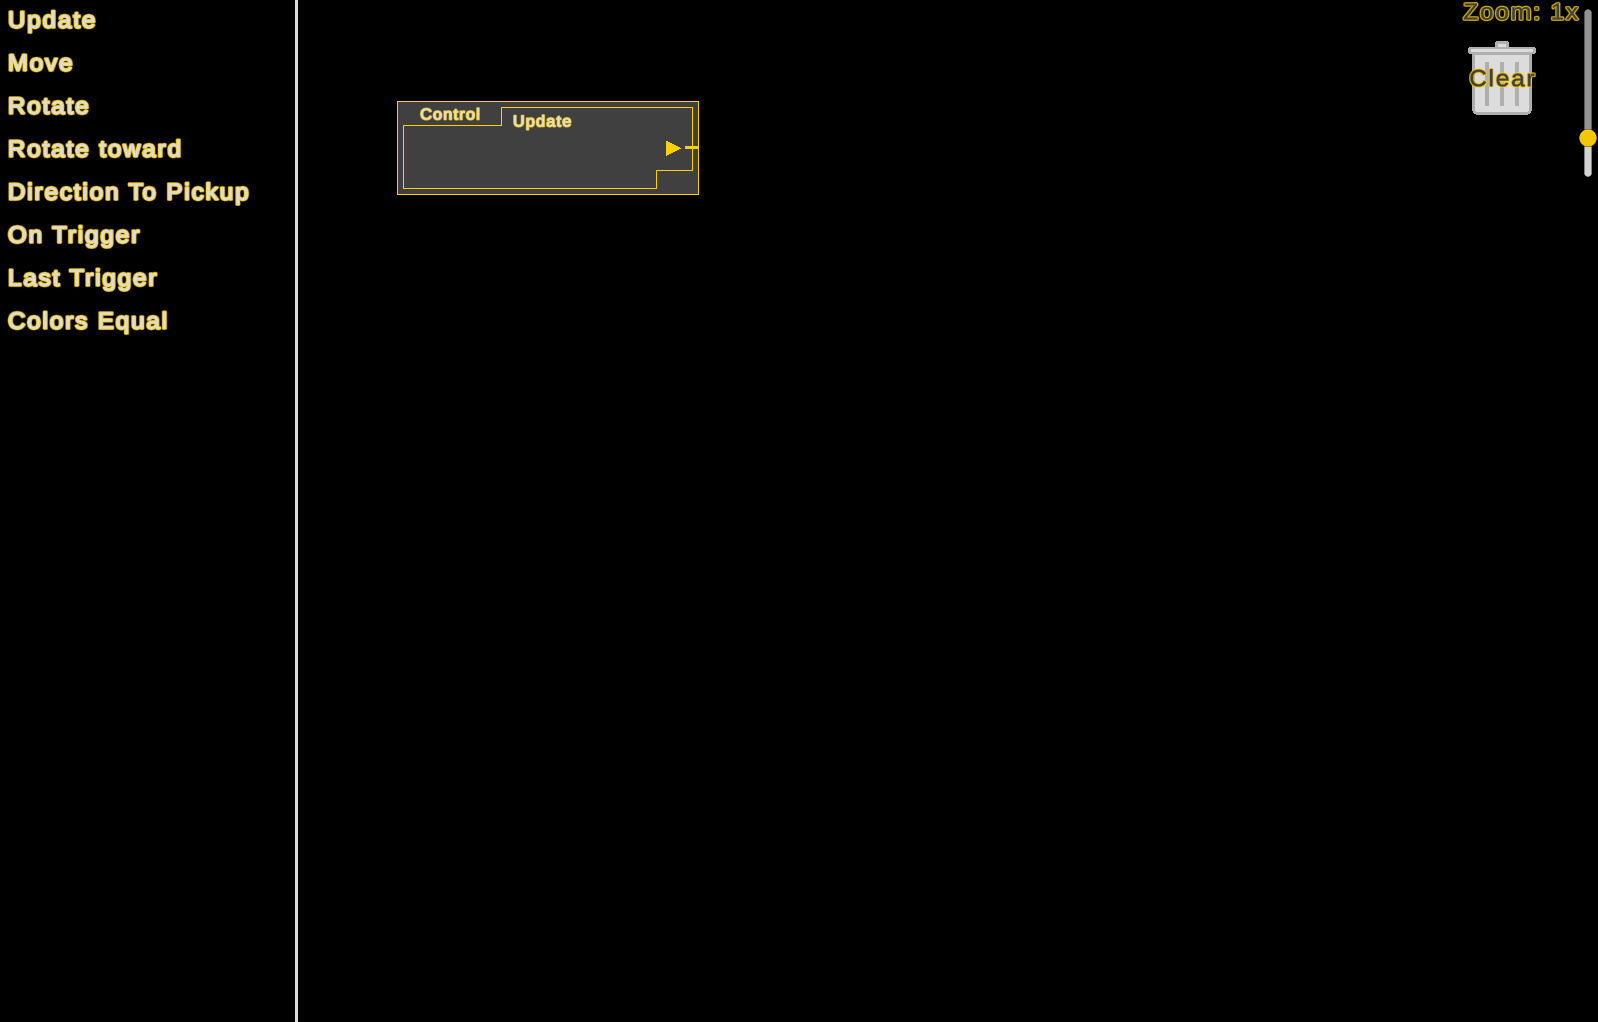 Update
Move
Rotate
Rotate toward
Direction To Pickup
On Trigger
Last Trigger
Colors Equal
Control
Update
Zoom: 1x
Clear